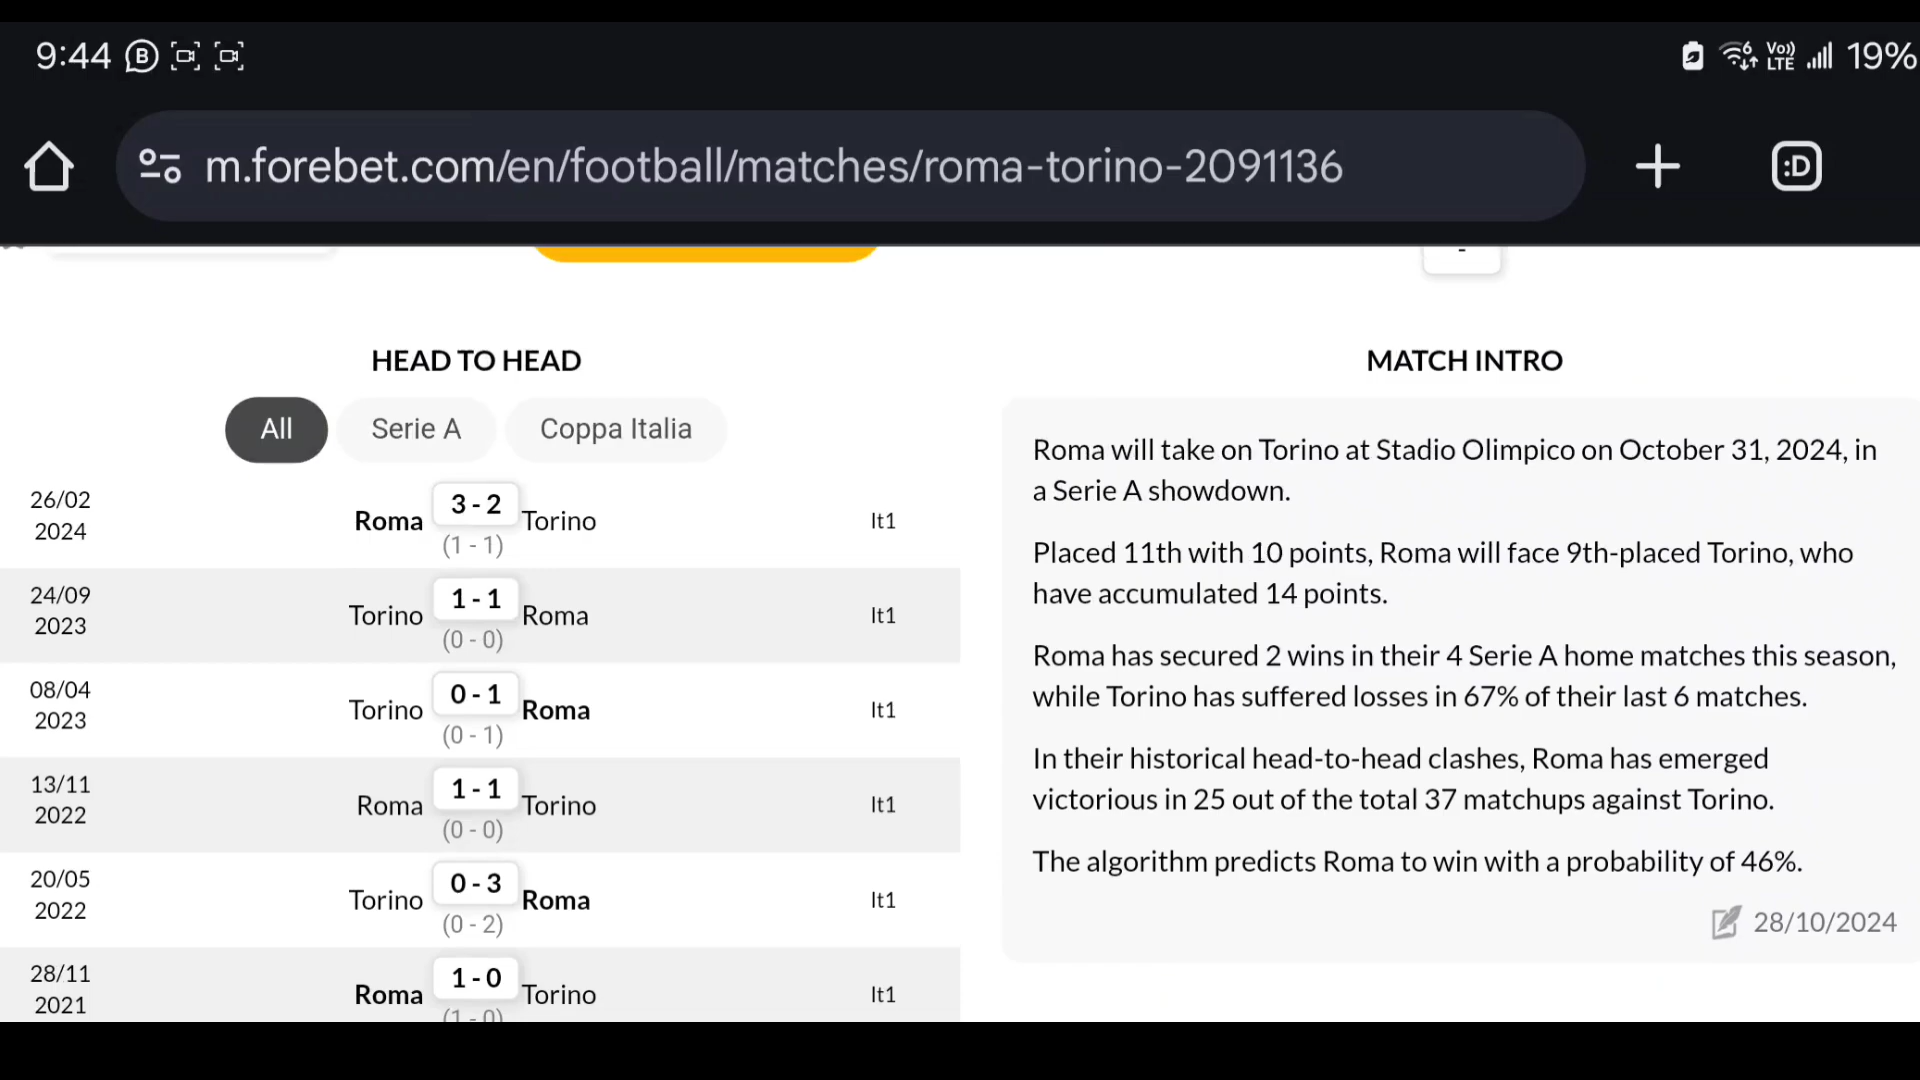 9:44
19%
m.forebet.com/en/football/matches/roma-torino-2091136
:D
-
HEAD TO HEAD
All Serie A Coppa Italia
26/02 2024 Roma 3 - 2 (1 - 1) Torino It1
24/09 2023 Torino 1 - 1 (0 - 0) Roma It1
08/04 2023 Torino 0 - 1 (0 - 1) Roma It1
13/11 2022 Roma 1 - 1 (0 - 0) Torino It1
20/05 2022 Torino 0 - 3 (0 - 2) Roma It1
28/11 2021 Roma 1 - 0 (1 - 0) Torino It1
MATCH INTRO
Roma will take on Torino at Stadio Olimpico on October 31, 2024, in
a Serie A showdown.
Placed 11th with 10 points, Roma will face 9th-placed Torino, who
have accumulated 14 points.
Roma has secured 2 wins in their 4 Serie A home matches this season,
while Torino has suffered losses in 67% of their last 6 matches.
In their historical head-to-head clashes, Roma has emerged
victorious in 25 out of the total 37 matchups against Torino.
The algorithm predicts Roma to win with a probability of 46%.
28/10/2024